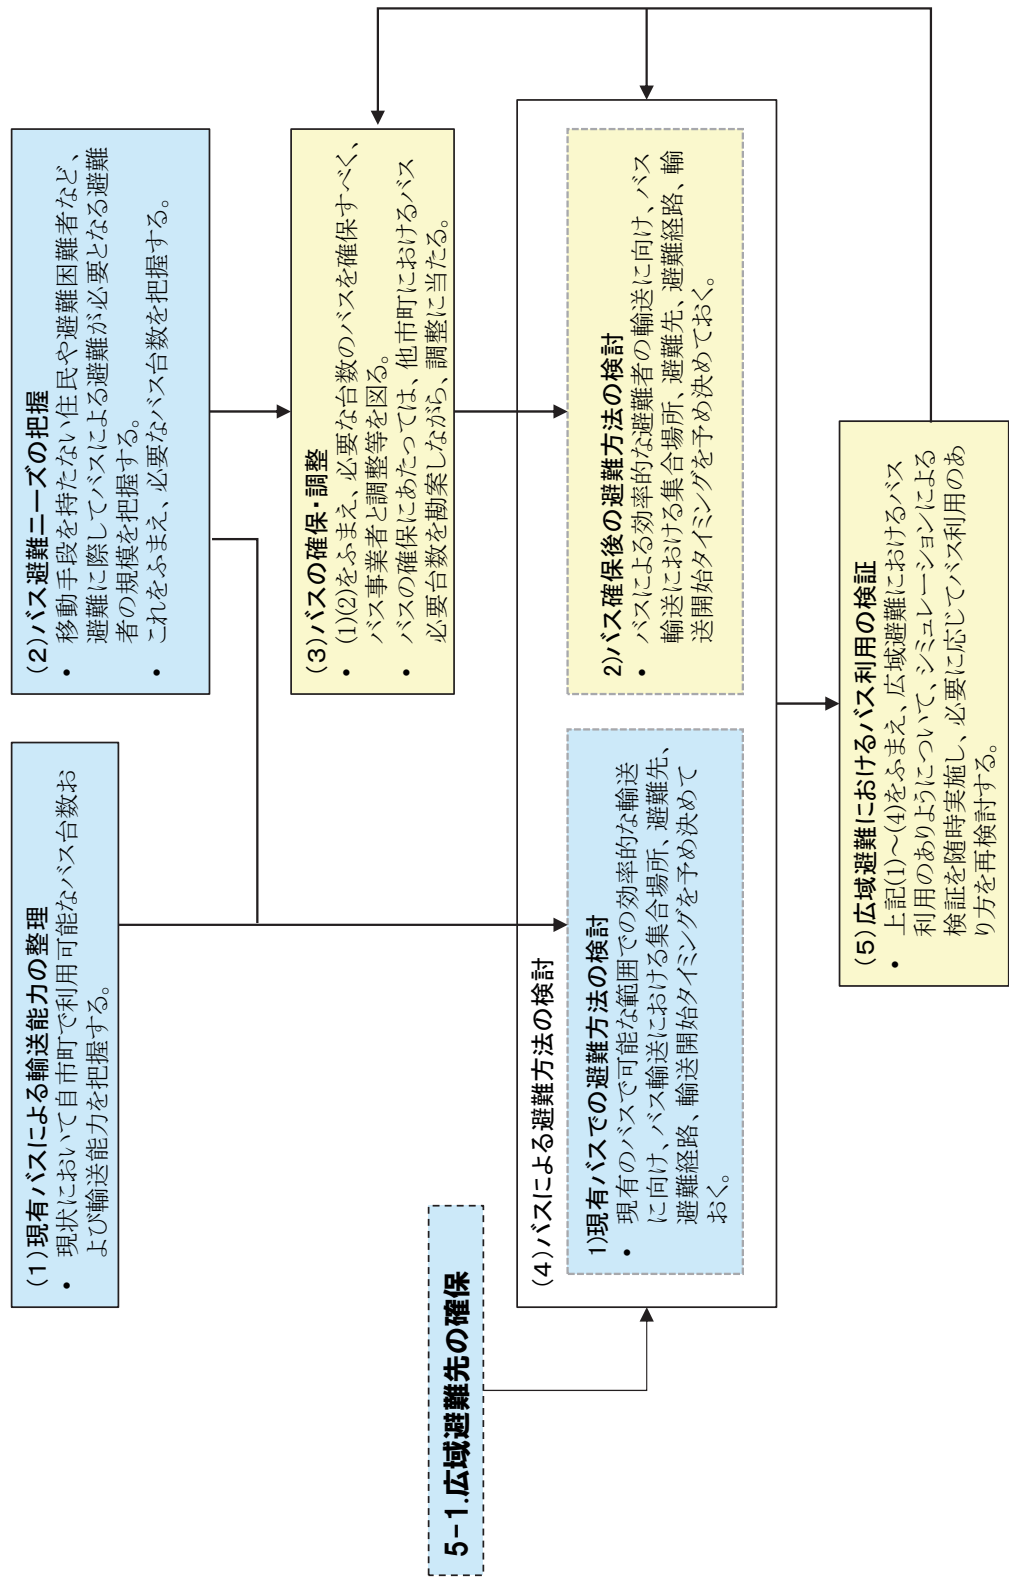 (1)現有バスによる輸送能力の整理
• 現状において自市町で利用可能なバス台数お
よび輸送能力を把握する。
(2)バス避難ニーズの把握
• 移動手段を持たない住民や避難困難者など、
避難に際してバスによる避難が必要となる避難
者の規模を把握する。
• これをふまえ、必要なバス台数を把握する。
(3)バスの確保・調整
• (1)(2)をふまえ、必要な台数のバスを確保すべく、
バス事業者と調整等を図る。
• バスの確保にあたっては、他市町におけるバス
必要台数を勘案しながら、調整に当たる。
5-1.広域避難先の確保
(4)バスによる避難方法の検討
1)現有バスでの避難方法の検討
• 現有のバスで可能な範囲での効率的な輸送
に向け、バス輸送における集合場所、避難先、
避難経路、輸送開始タイミングを予め決めて
おく。
2)バス確保後の避難方法の検討
• バスによる効率的な避難者の輸送に向け、バス
輸送における集合場所、避難先、避難経路、輸
送開始タイミングを予め決めておく。
(5)広域避難におけるバス利用の検証
• 上記(1)～(4)をふまえ、広域避難におけるバス
利用のありようについて、シミュレーションによる
検証を随時実施し、必要に応じてバス利用のあ
り方を再検討する。